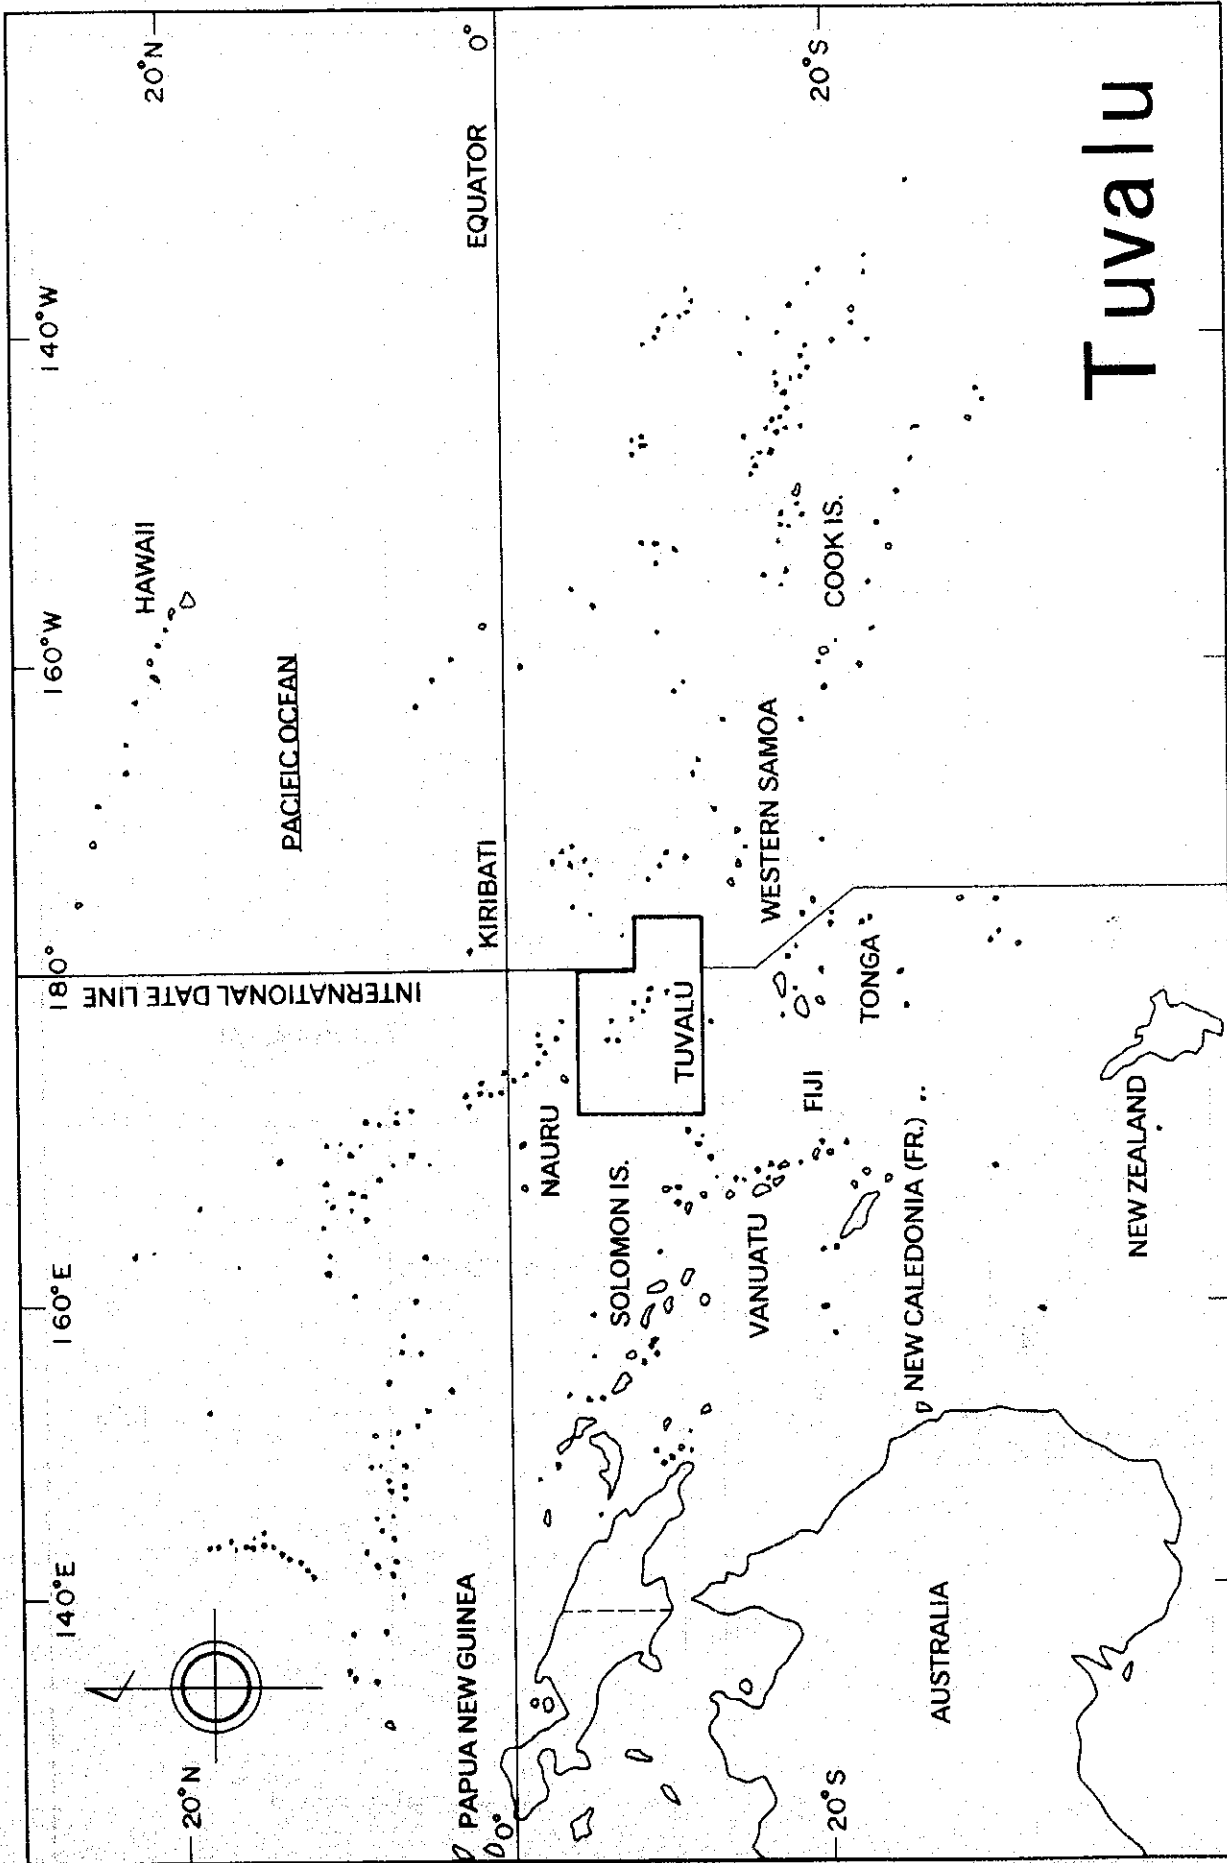 140°E
160°E
180°
160°W
140°W
20°N
20°N
HAWAII
PACIFIC OCEAN
INTERNATIONAL DATE LINE
PAPUA NEW GUINEA
KIRIBATI
EQUATOR
0°
0°
NAURU
SOLOMON IS.
TUVALU
VANUATU
FIJI
WESTERN SAMOA
COOK IS.
20°S
20°S
TONGA
NEW CALEDONIA (FR.)
AUSTRALIA
NEW ZEALAND
Tuvalu